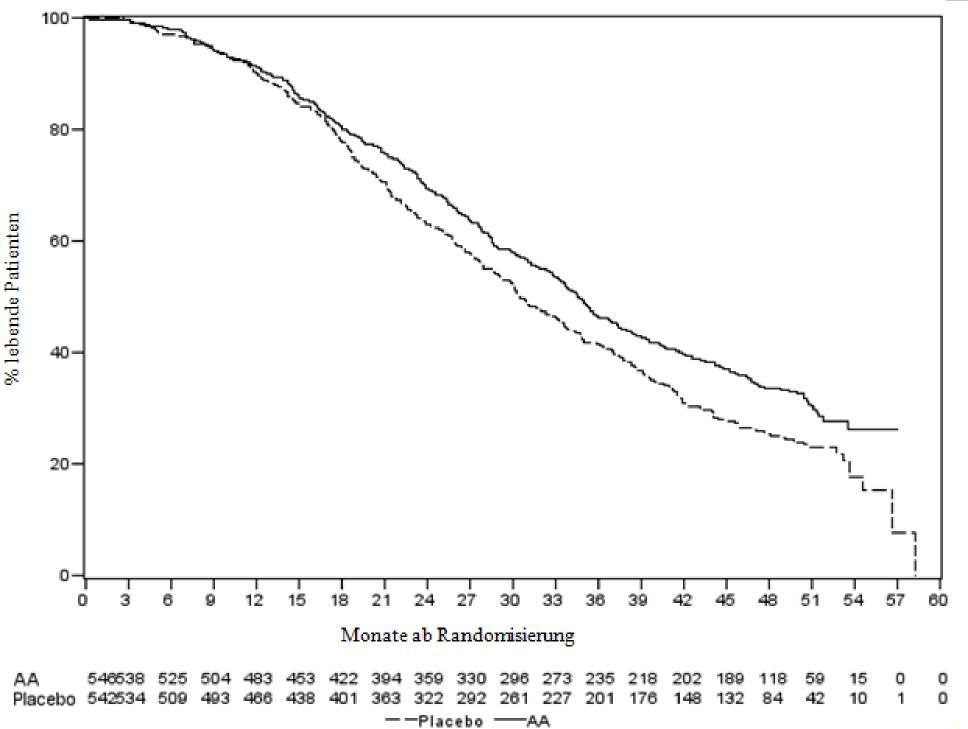 100
80
60
40
20
0
% lebende Patienten
0 3 6 9 12 15 18 21 24 27 30 33 36 39 42 45 48 51 54 57 60
Monate ab Randomisierung
AA 546538 525 504 483 453 422 394 359 330 296 273 235 218 202 189 118 59 15 0 0
Placebo 542534 509 493 466 438 401 363 322 292 261 227 201 176 148 132 84 42 10 1 0
Placebo AA